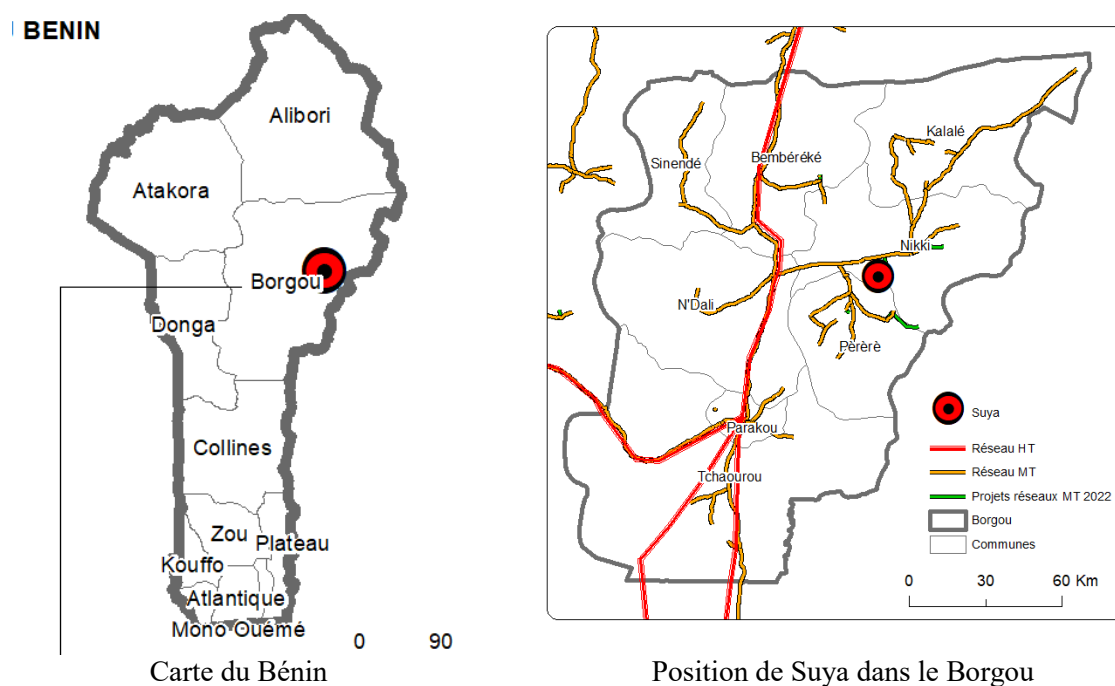 BENIN
Alibori
Atakora
Borgou
Donga
Collines
Zou
Plateau
Kouffo
Atlantique
Mono Ouémé
0 90
Carte du Bénin
Kalalé
Sinendé
Bembéréké
Nikki
N'Dali
Pèrèrè
Parakou
Tchaourou
Suya
Réseau HT
Réseau MT
Projets réseaux MT 2022
Borgou
Communes
0 30 60 Km
Position de Suya dans le Borgou